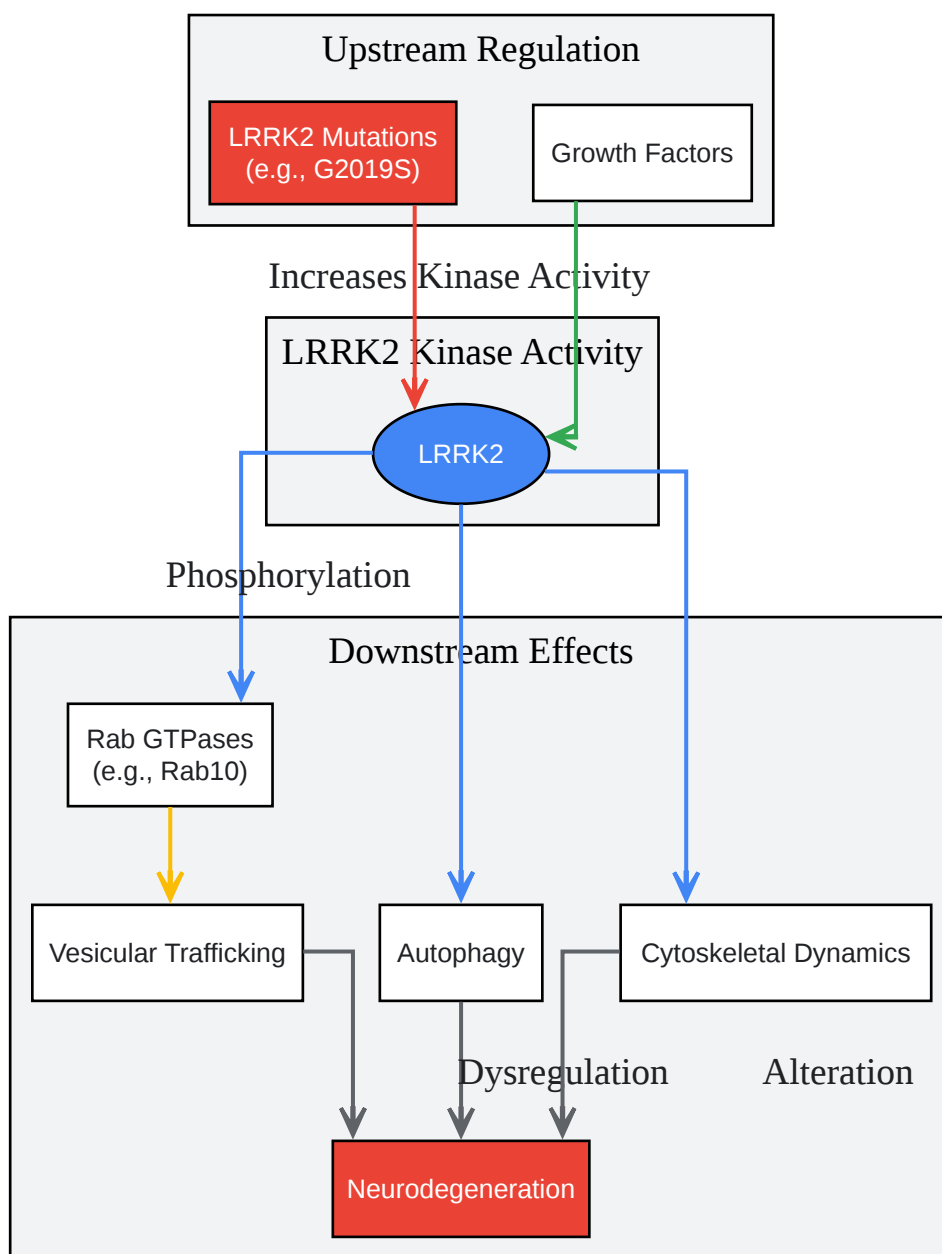 Upstream Regulation
LRRK2 Mutations
(e.g., G2019S)
Growth Factors
Increases Kinase Activity
LRRK2 Kinase Activity
LRRK2
Phosphorylation
Downstream Effects
Rab GTPases
(e.g., Rab10)
Vesicular Trafficking
Autophagy
Cytoskeletal Dynamics
Dysregulation
Alteration
Neurodegeneration